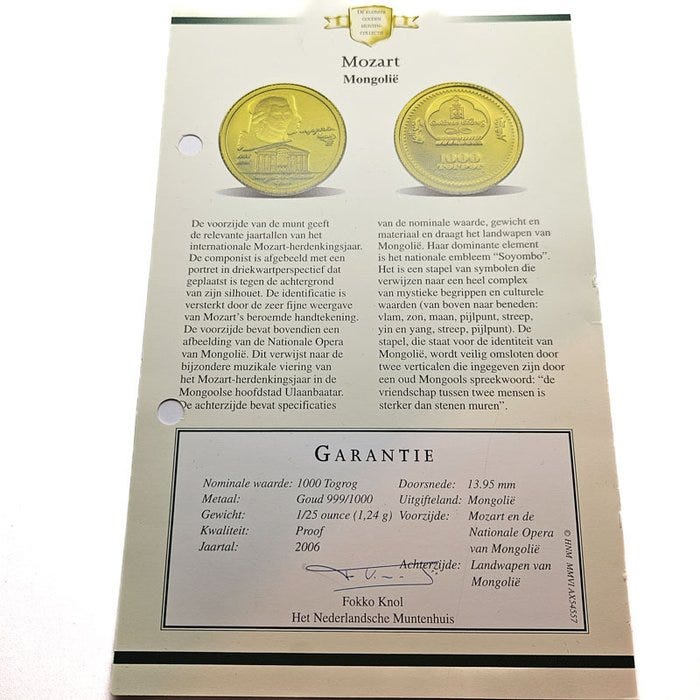 DE KLEINSTE
GOUDEN
MUNTEN-
COLLECTIE
Mozart
Mongolië
1000
De voorzijde van de munt geeft
de relevante jaartallen van het
internationale Mozart-herdenkingsjaar.
De componist is afgebeeld met een
portret in driekwartperspectief dat
geplaatst is tegen de achtergrond
van zijn silhouet. De identificatie is
versterkt door de zeer fijne weergave
van Mozart's beroemde handtekening.
De voorzijde bevat bovendien een
afbeelding van de Nationale Opera
van Mongolië. Dit verwijst naar de
bijzondere muzikale viering van
het Mozart-herdenkingsjaar in de
Mongoolse hoofdstad Ulaanbaatar.
De achterzijde bevat specificaties
van de nominale waarde, gewicht en
materiaal en draagt het landwapen van
Mongolië. Haar dominante element
is het nationale embleem “Soyombo”.
Het is een stapel van symbolen die
verwijzen naar een heel complex
van mystieke begrippen en culturele
waarden (van boven naar beneden:
vlam, zon, maan, pijlpunt, streep,
yin en yang, streep, pijlpunt). De
stapel, die staat voor de identiteit van
Mongolië, wordt veilig omsloten door
twee verticalen die ingegeven zijn door
een oud Mongools spreekwoord: “de
vriendschap tussen twee mensen is
sterker dan stenen muren”.
GARANTIE
Nominale waarde: 1000 Togrog
Metaal: Goud 999/1000
Gewicht: 1/25 ounce (1,24 g)
Kwaliteit: Proof
Jaartal: 2006
Doorsnede: 13.95 mm
Uitgifteland: Mongolië
Voorzijde: Mozart en de
Nationale Opera
van Mongolië
Achterzijde: Landwapen van
Mongolië
Fokko Knol
Het Nederlandsche Muntenhuis
© HNM MMVI AX54557